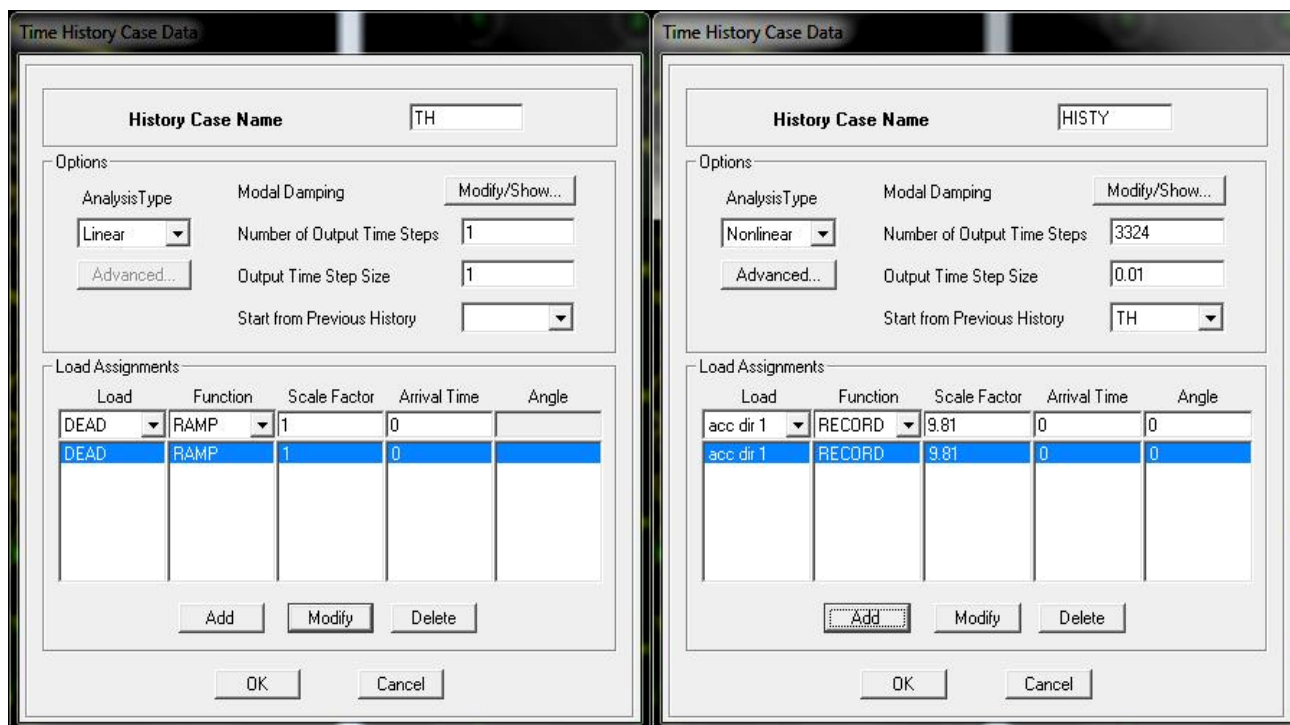 Time History Case Data
History Case Name TH
Options
AnalysisType
Linear
Advanced...
Modal Damping Modify/Show...
Number of Output Time Steps 1
Output Time Step Size 1
Start from Previous History
Load Assignments
Load Function Scale Factor Arrival Time Angle
DEAD RAMP 1 0
DEAD RAMP 1 0
Add Modify Delete
OK Cancel
Time History Case Data
History Case Name HISTY
Options
AnalysisType
Nonlinear
Advanced...
Modal Damping Modify/Show...
Number of Output Time Steps 3324
Output Time Step Size 0.01
Start from Previous History TH
Load Assignments
Load Function Scale Factor Arrival Time Angle
acc dir 1 RECORD 9.81 0 0
acc dir 1 RECORD 9.81 0 0
Add Modify Delete
OK Cancel